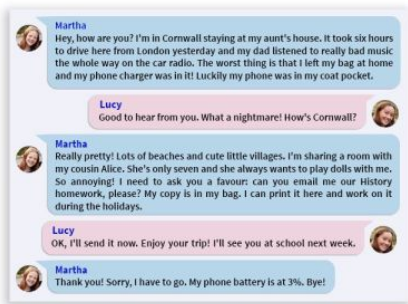 Martha
Hey, how are you? I'm in Cornwall staying at my aunt's house. It took six hours
to drive here from London yesterday and my dad listened to really bad music
the whole way on the car radio. The worst thing is that I left my bag at home
and my phone charger was in it! Luckily my phone was in my coat pocket.
Lucy
Good to hear from you. What a nightmare! How's Cornwall?
Martha
Really pretty! Lots of beaches and cute little villages. I'm sharing a room with
my cousin Alice. She's only seven and she always wants to play dolls with me.
So annoying! I need to ask you a favour: can you email me our History
homework, please? My copy is in my bag. I can print it here and work on it
during the holidays.
Lucy
OK, I'll send it now. Enjoy your trip! I'll see you at school next week.
Martha
Thank you! Sorry, I have to go. My phone battery is at 3%. Bye!